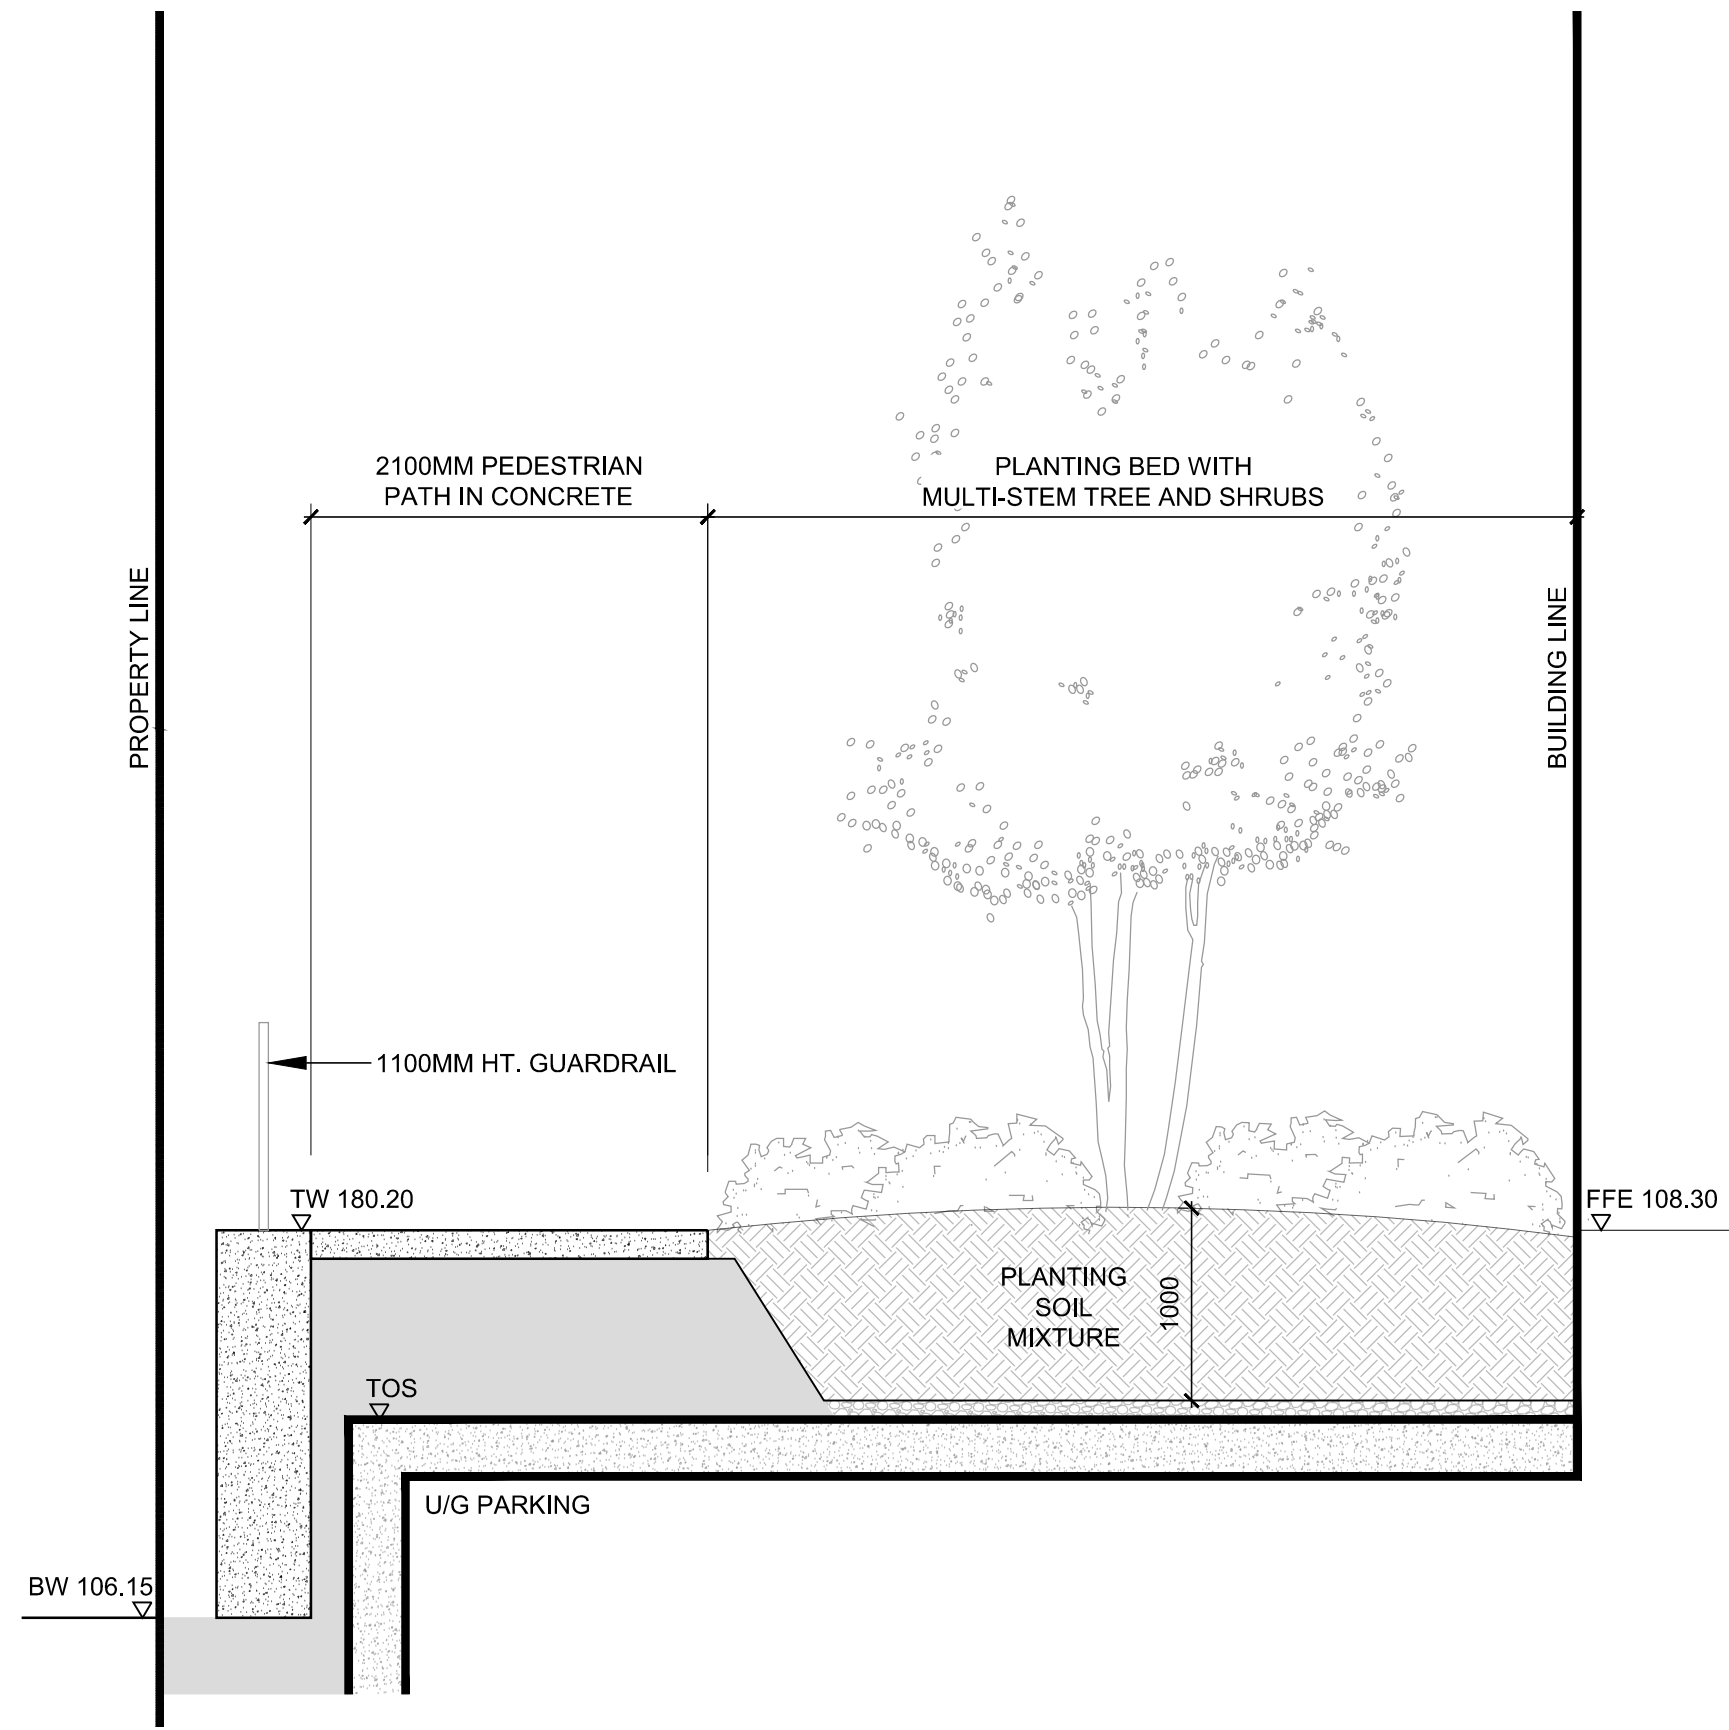 2100MM PEDESTRIAN
PATH IN CONCRETE
PLANTING BED WITH
MULTI-STEM TREE AND SHRUBS
PROPERTY LINE
BUILDING LINE
1100MM HT. GUARDRAIL
TW 180.20
FFE 108.30
PLANTING
SOIL
MIXTURE
1000
TOS
U/G PARKING
BW 106.15